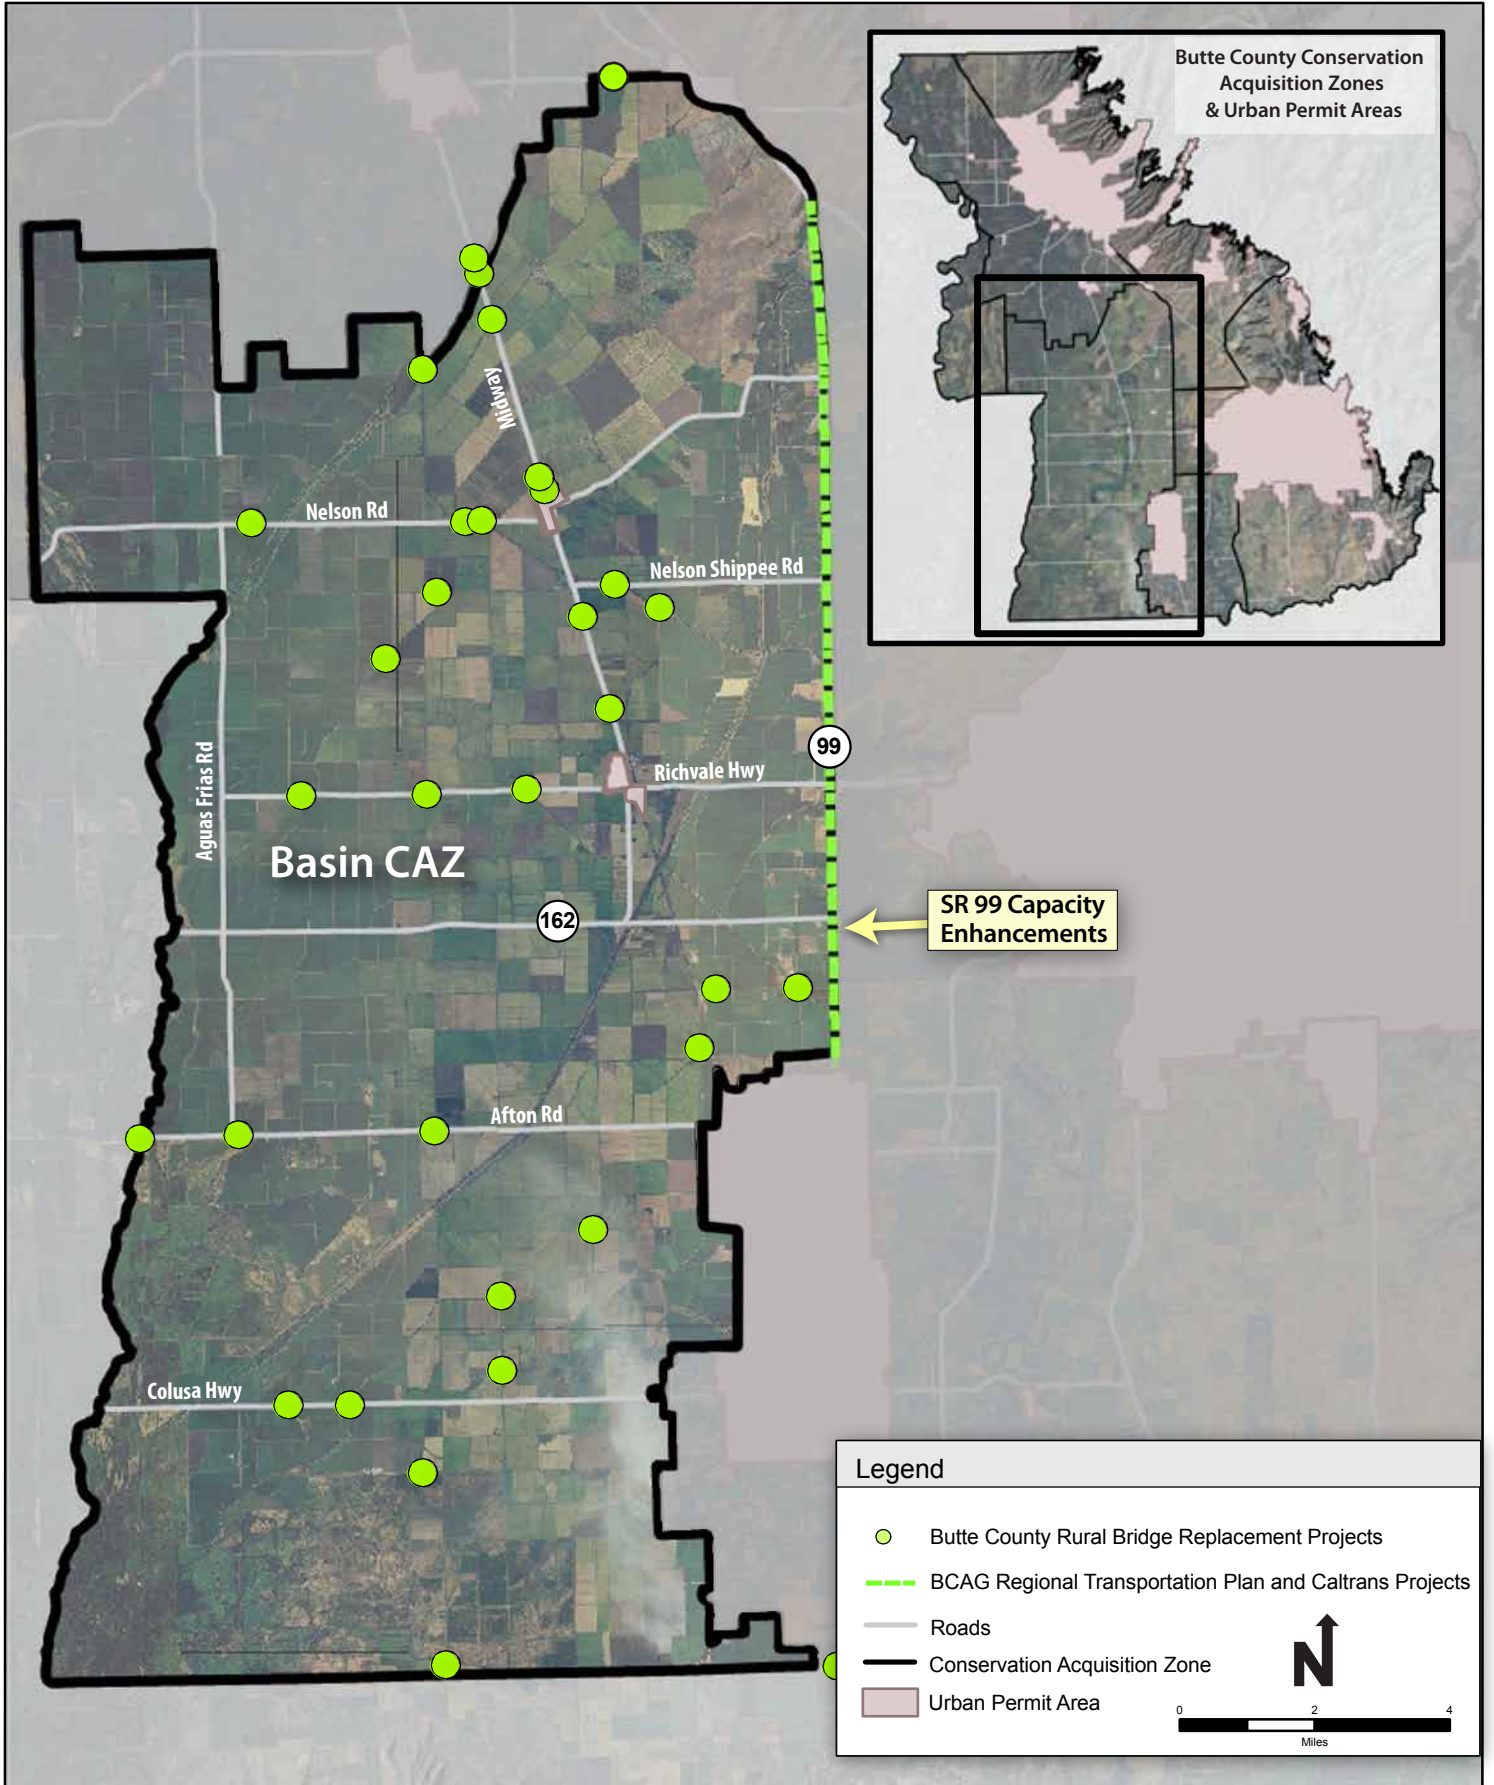 Butte County Conservation
Acquisition Zones
& Urban Permit Areas
Midway
Nelson Rd
Nelson Shippee Rd
99
Aguas Frias Rd
Richvale Hwy
Basin CAZ
162
SR 99 Capacity
Enhancements
Afton Rd
Colusa Hwy
Legend
Butte County Rural Bridge Replacement Projects
BCAG Regional Transportation Plan and Caltrans Projects
Roads
Conservation Acquisition Zone
Urban Permit Area
N
0 2 4
Miles